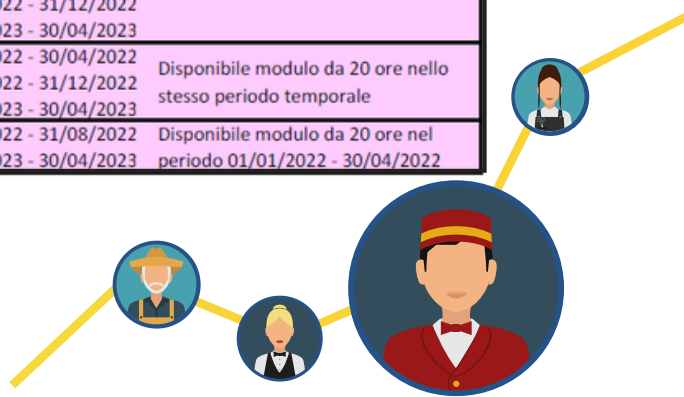 022 - 31/12/2022
023 - 30/04/2023
022 - 30/04/2022
022 - 31/12/2022
023 - 30/04/2023
Disponibile modulo da 20 ore nello
stesso periodo temporale
022 - 31/08/2022
023 - 30/04/2023
Disponibile modulo da 20 ore nel
periodo 01/01/2022 - 30/04/2022